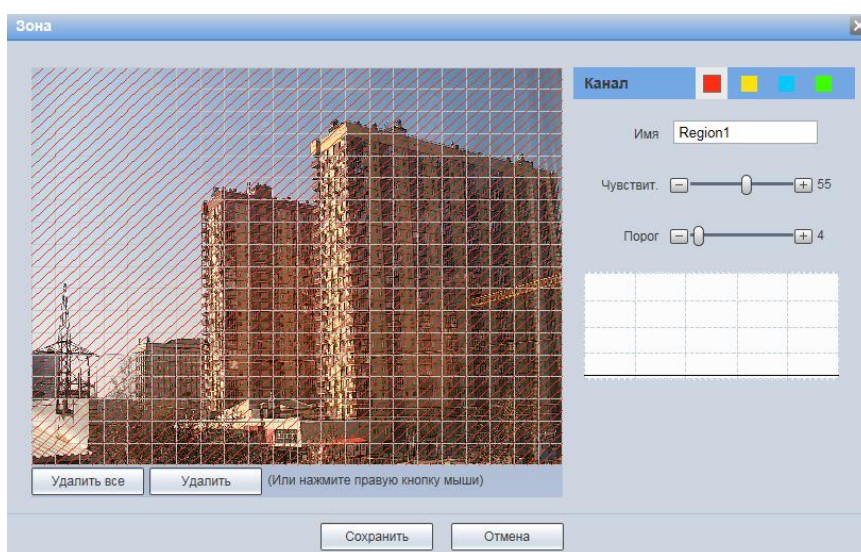 Зона
Канал
Имя Region1
Чувствит. 55
Порог 4
Удалить все Удалить (Или нажмите правую кнопку мыши)
Сохранить Отмена